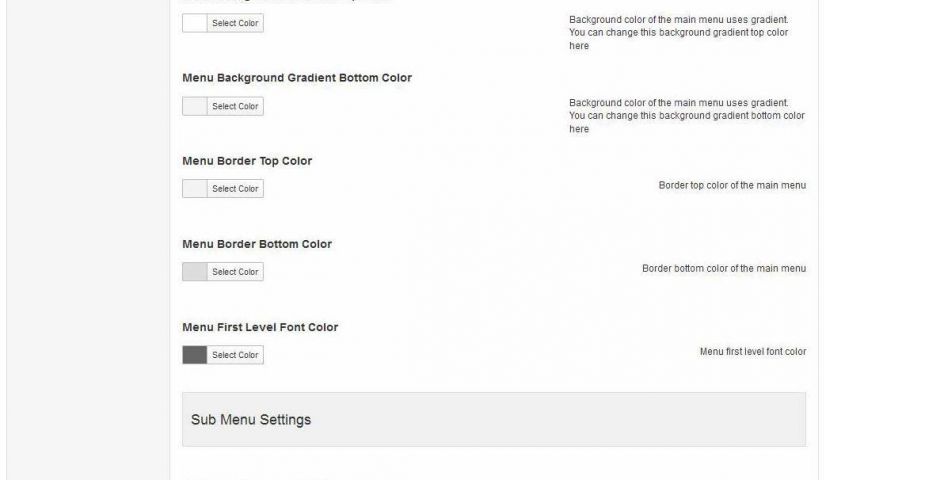 Select Color
Background color of the main menu uses gradient.
You can change this background gradient top color
here
Menu Background Gradient Bottom Color
Select Color
Background color of the main menu uses gradient.
You can change this background gradient bottom color
here
Menu Border Top Color
Select Color
Border top color of the main menu
Menu Border Bottom Color
Select Color
Border bottom color of the main menu
Menu First Level Font Color
Select Color
Menu first level font color
Sub Menu Settings